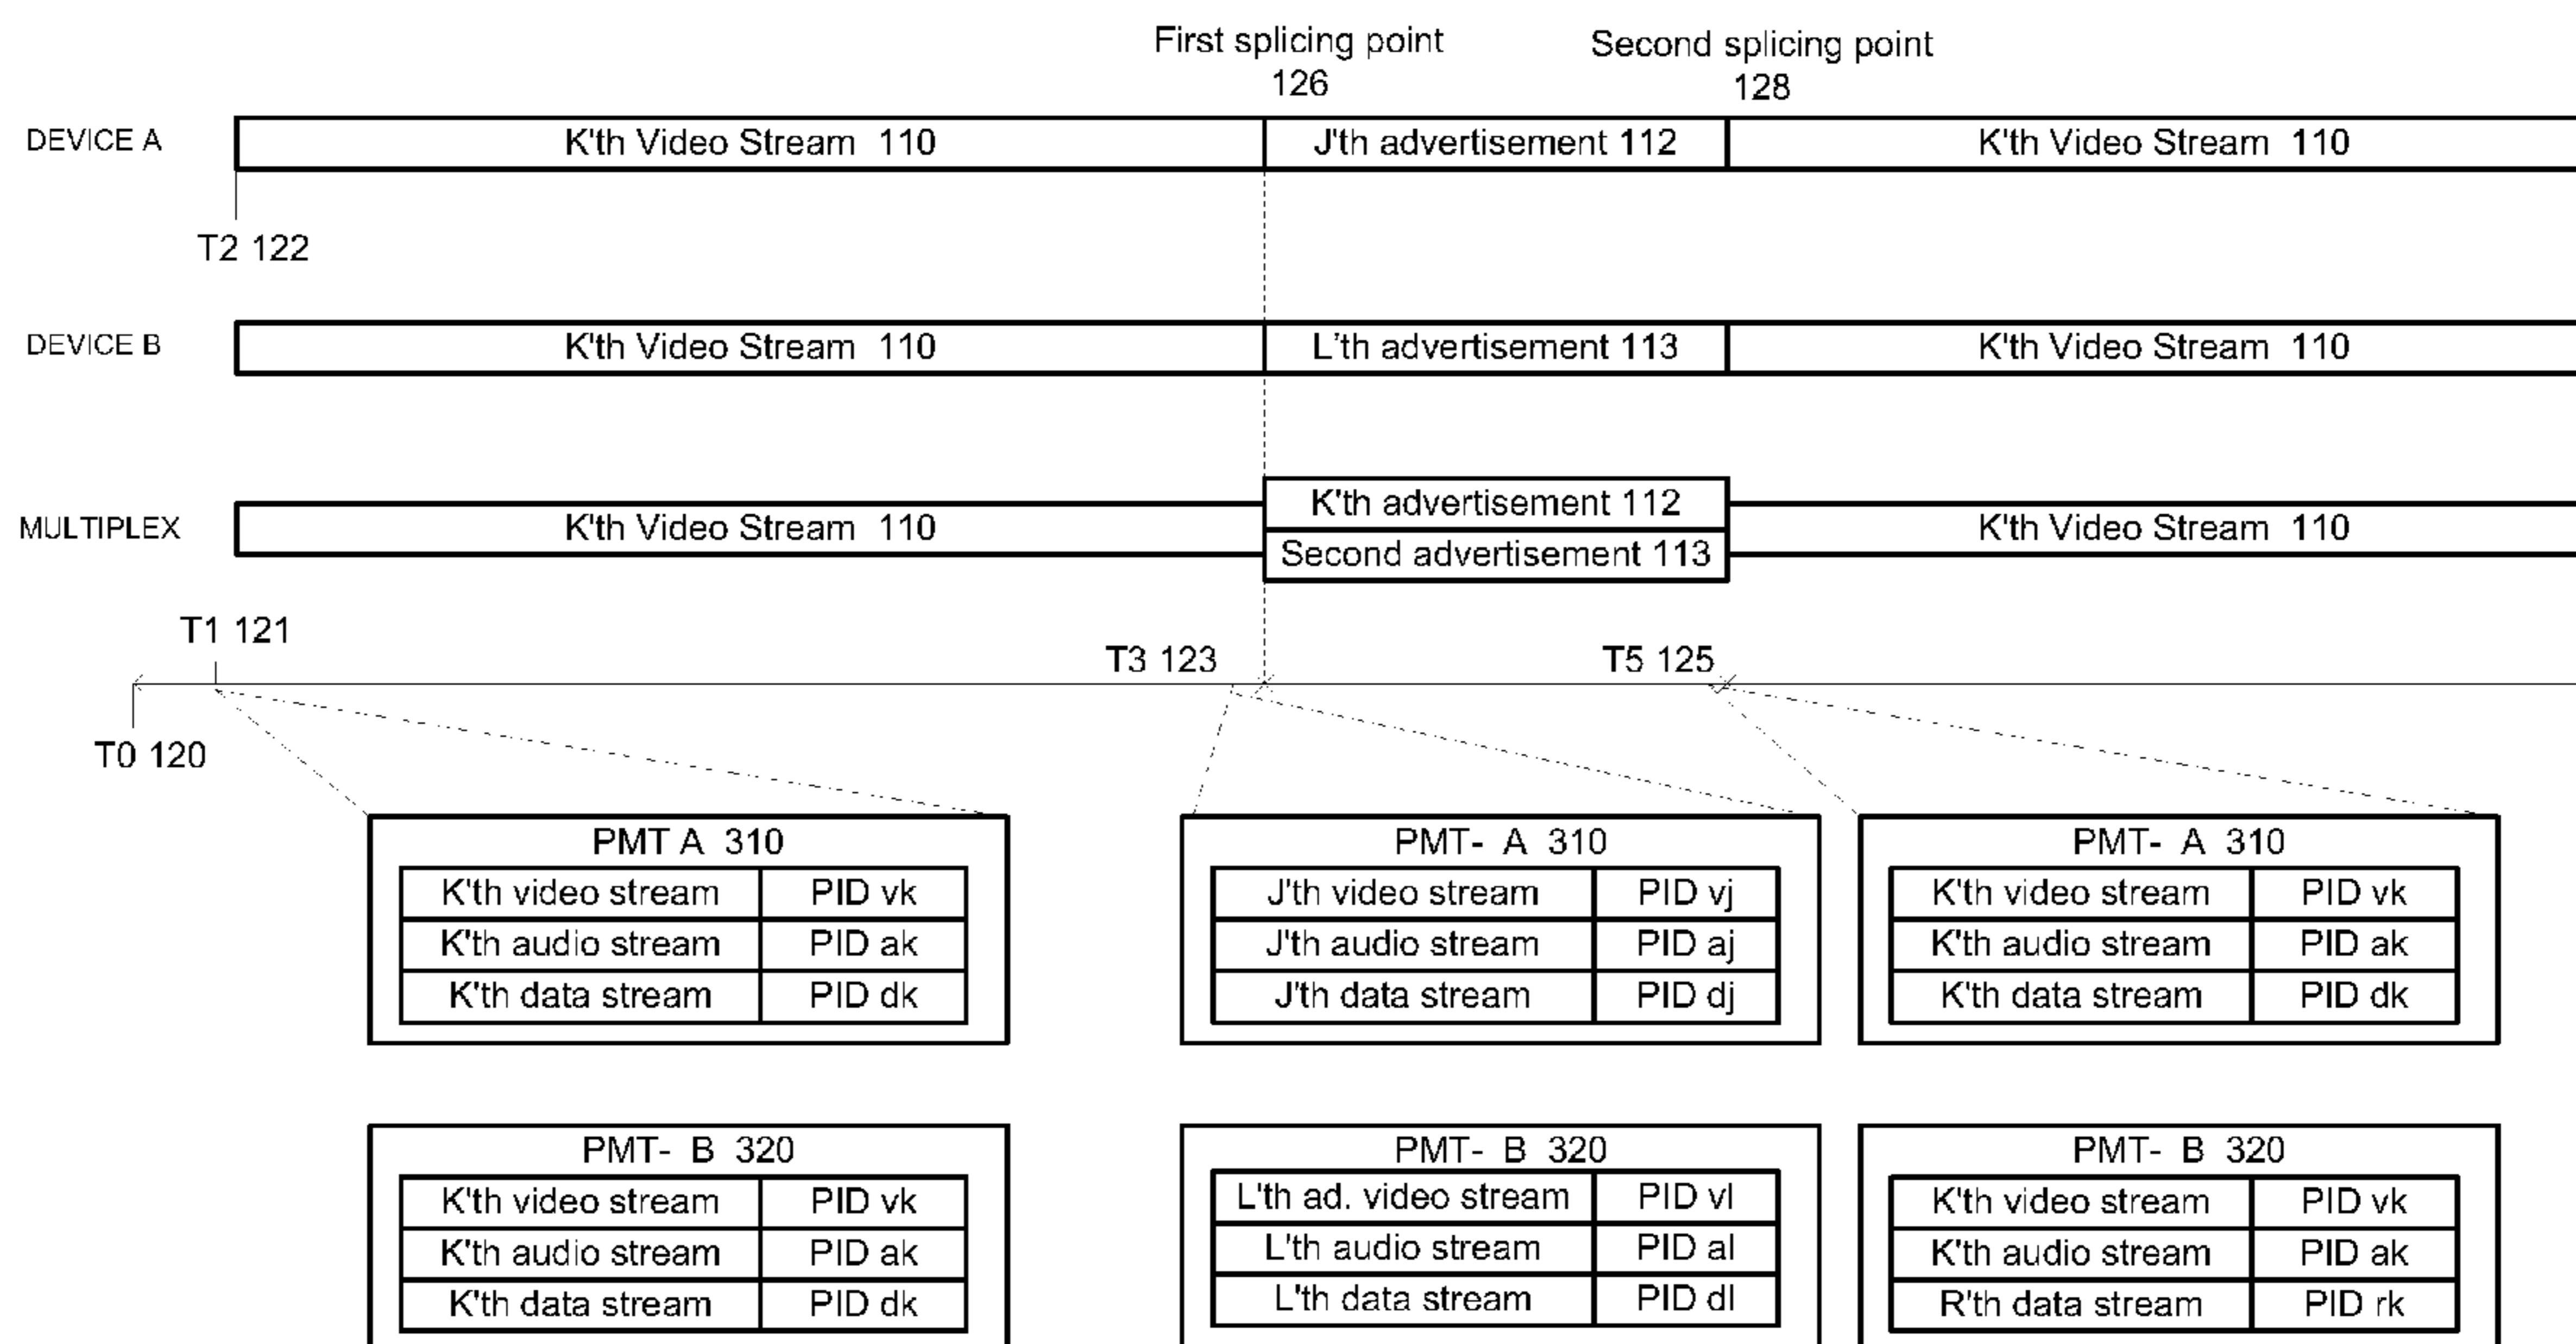 First splicing point
126
Second splicing point
128
DEVICE A
K'th Video Stream 110
J'th advertisement 112
K'th Video Stream 110
T2 122
DEVICE B
K'th Video Stream 110
L'th advertisement 113
K'th Video Stream 110
MULTIPLEX
K'th Video Stream 110
K'th advertisement 112
Second advertisement 113
K'th Video Stream 110
T1 121
T3 123
T5 125
T0 120
PMT A 310
K'th video stream PID vk
K'th audio stream PID ak
K'th data stream PID dk
PMT- A 310
J'th video stream PID vj
J'th audio stream PID aj
J'th data stream PID dj
PMT- A 310
K'th video stream PID vk
K'th audio stream PID ak
K'th data stream PID dk
PMT- B 320
K'th video stream PID vk
K'th audio stream PID ak
K'th data stream PID dk
PMT- B 320
L'th ad. video stream PID vl
L'th audio stream PID al
L'th data stream PID dl
PMT- B 320
K'th video stream PID vk
K'th audio stream PID ak
R'th data stream PID rk